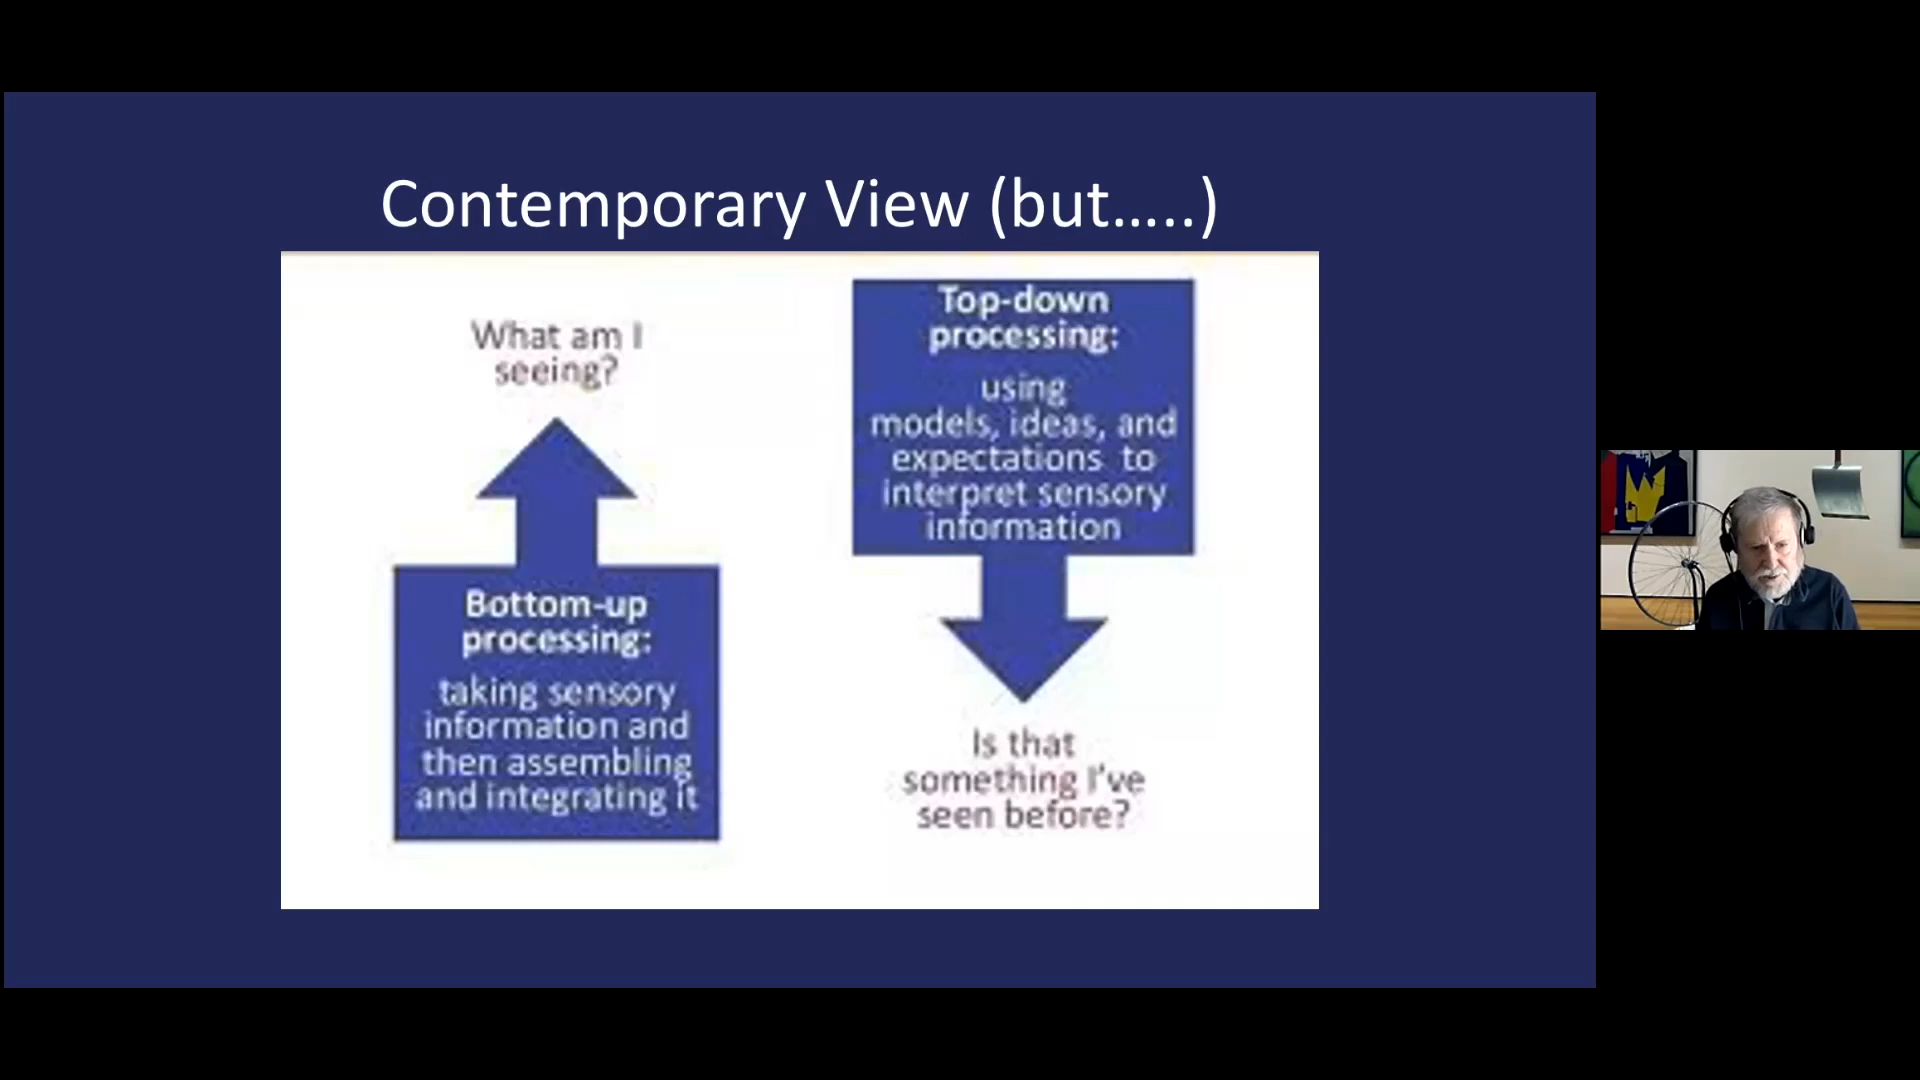 Contemporary View (but.....)
What am I
seeing?
Bottom-up
processing:
taking sensory
information and
then assembling
and integrating it
Top-down
processing:
using
models, ideas, and
expectations to
interpret sensory
information
Is that
something I've
seen before?